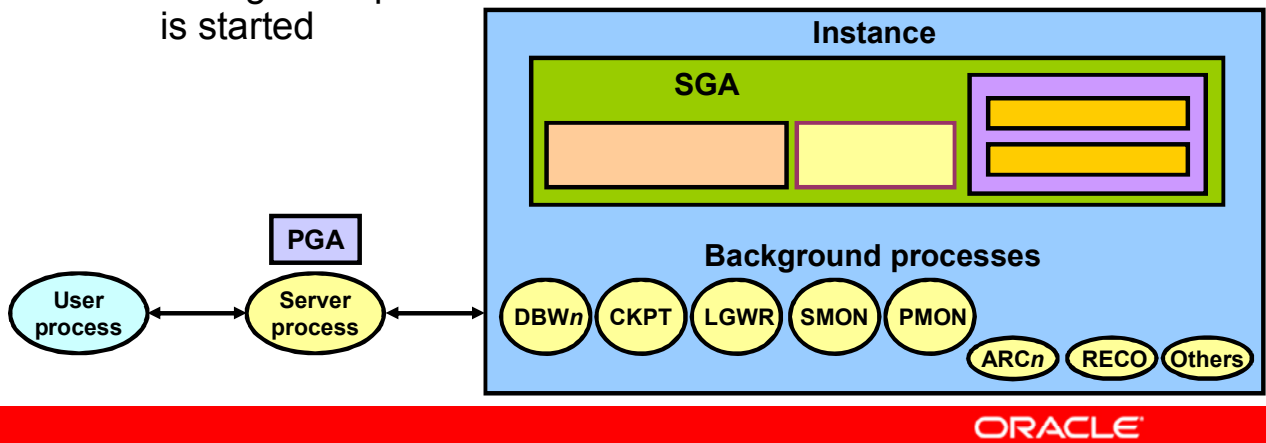 is started
Instance
SGA
PGA
Background processes
User
process
Server
process
DBWn
CKPT
LGWR
SMON
PMON
ARCn
RECO
Others
ORACLE